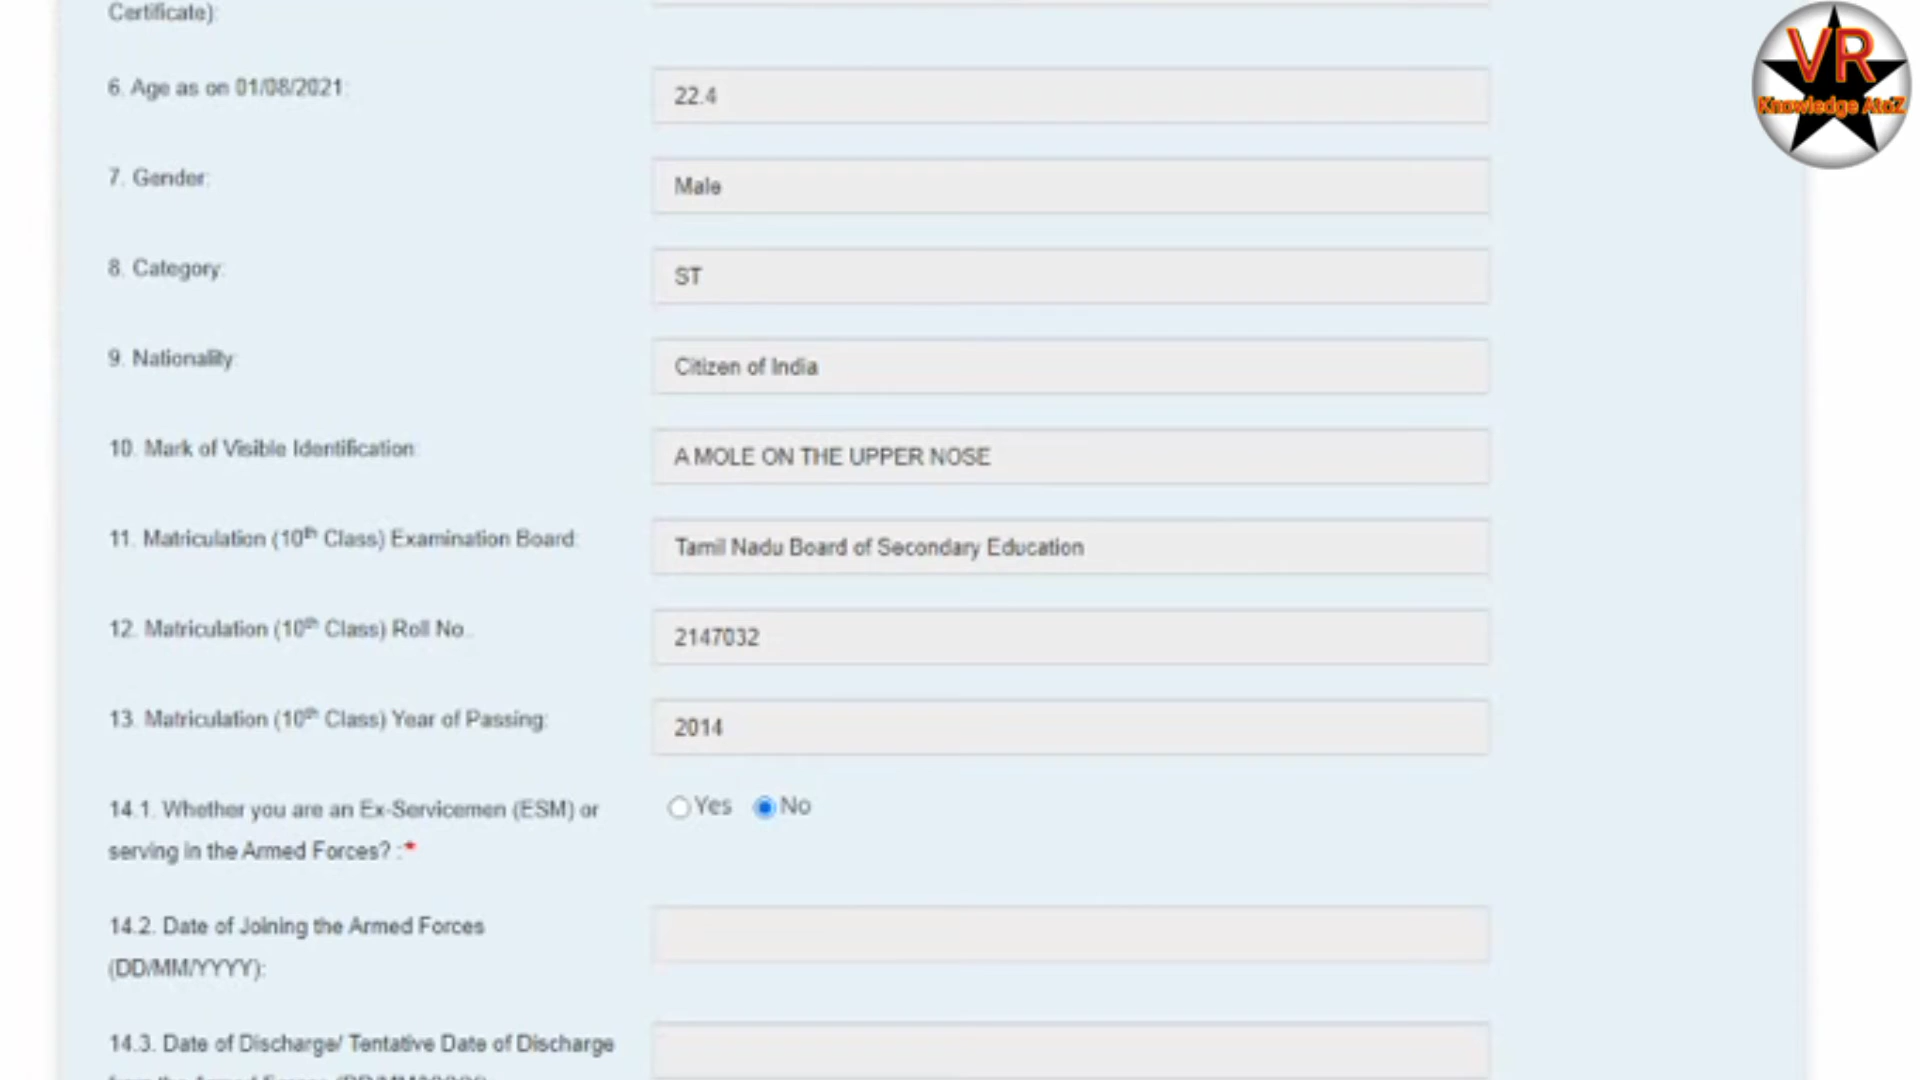 Certificate):
VR
Knowledge AtoZ
6. Age as on 01/08/2021:
22.4
7. Gender:
Male
8. Category:
ST
9. Nationality:
Citizen of India
10. Mark of Visible Identification:
A MOLE ON THE UPPER NOSE
11. Matriculation (10th Class) Examination Board:
Tamil Nadu Board of Secondary Education
12. Matriculation (10th Class) Roll No.:
2147032
13. Matriculation (10th Class) Year of Passing:
2014
14.1. Whether you are an Ex-Servicemen (ESM) or
serving in the Armed Forces? :*
Yes No
14.2. Date of Joining the Armed Forces
(DD/MM/YYYY):
14.3. Date of Discharge/ Tentative Date of Discharge